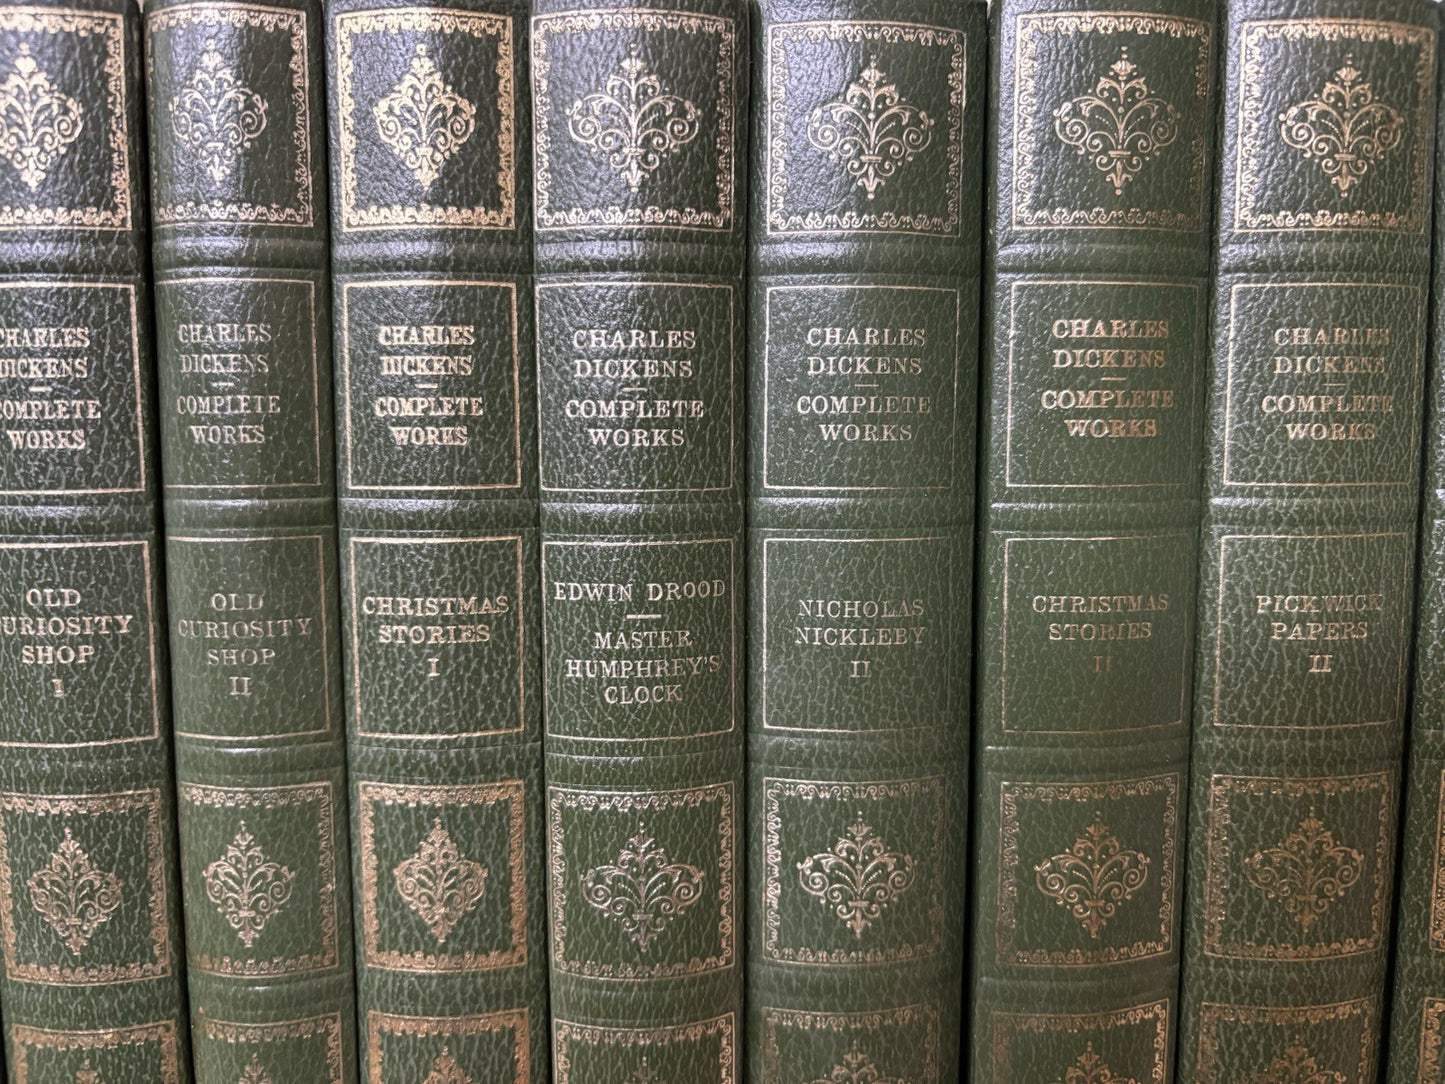 CHARLES
DICKENS
COMPLETE
WORKS
OLD
CURIOSITY
SHOP
I
CHARLES
DICKENS
COMPLETE
WORKS
OLD
CURIOSITY
SHOP
II
CHARLES
DICKENS
COMPLETE
WORKS
CHRISTMAS
STORIES
I
CHARLES
DICKENS
COMPLETE
WORKS
EDWIN DROOD
MASTER
HUMPHREY'S
CLOCK
CHARLES
DICKENS
COMPLETE
WORKS
NICHOLAS
NICKLEBY
II
CHARLES
DICKENS
COMPLETE
WORKS
CHRISTMAS
STORIES
II
CHARLES
DICKENS
COMPLETE
WORKS
PICKWICK
PAPERS
II